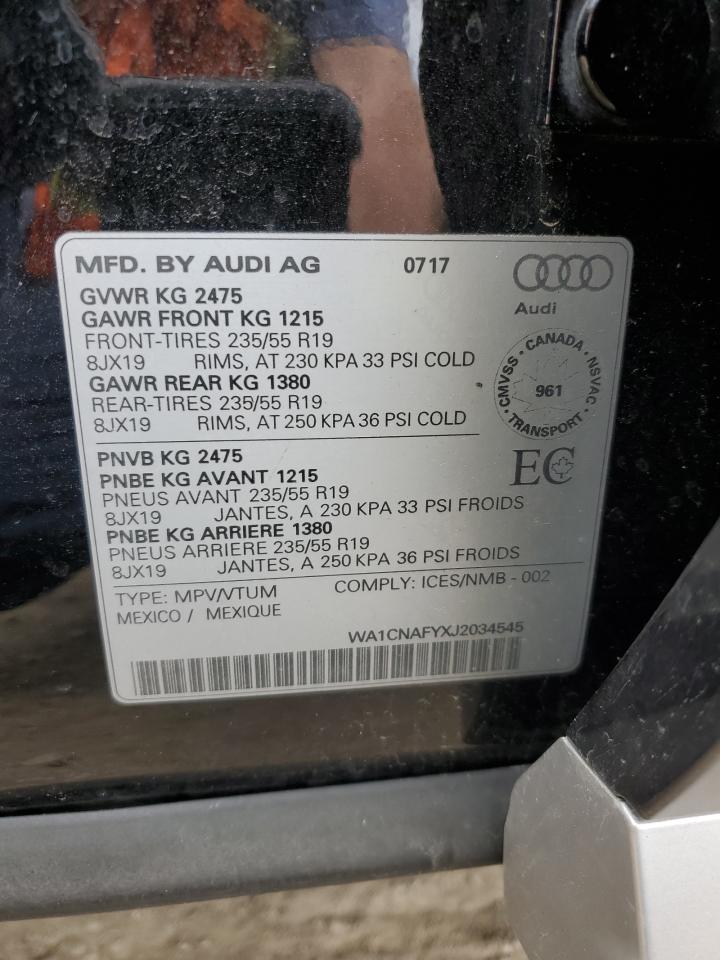 MFD. BY AUDI AG 0717
Audi
GVWR KG 2475
GAWR FRONT KG 1215
FRONT-TIRES 235/55 R19
8JX19 RIMS, AT 230 KPA 33 PSI COLD
GAWR REAR KG 1380
REAR-TIRES 235/55 R19
8JX19 RIMS, AT 250 KPA 36 PSI COLD
CMVSS · CANADA · NSVAC · TRANSPORT ·
961
PNVB KG 2475
PNBE KG AVANT 1215
PNEUS AVANT 235/55 R19
8JX19 JANTES, A 230 KPA 33 PSI FROIDS
PNBE KG ARRIERE 1380
PNEUS ARRIERE 235/55 R19
8JX19 JANTES, A 250 KPA 36 PSI FROIDS
EC
TYPE: MPV/VTUM COMPLY: ICES/NMB - 002
MEXICO / MEXIQUE
WA1CNAFYXJ2034545